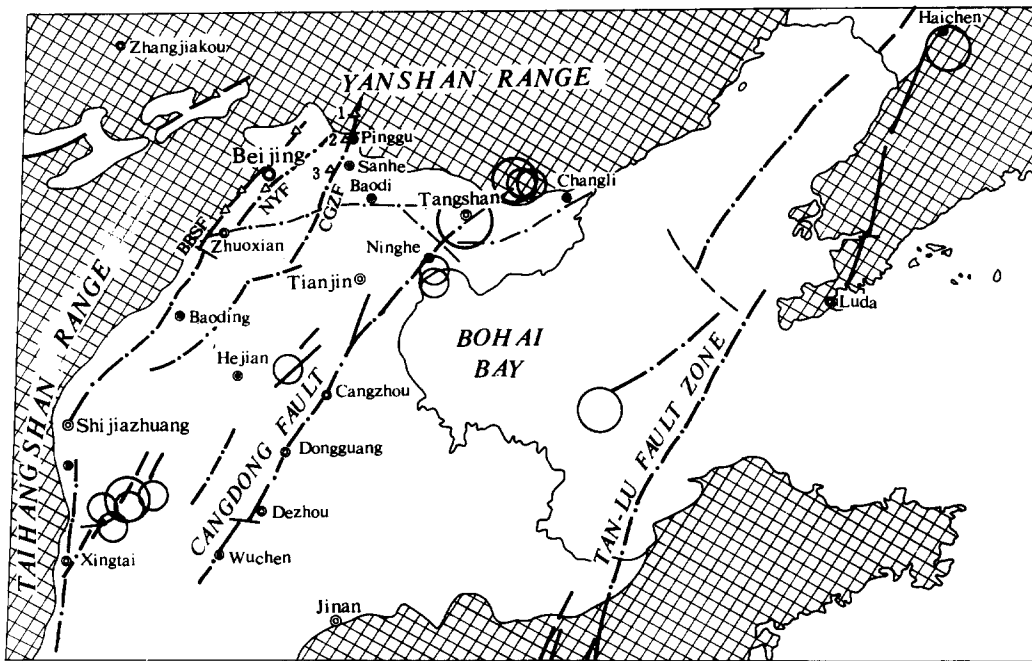 Haichen
Zhangjiakou
YANSHAN RANGE
1
2
Pinggu
Beijing
3
Sanhe
NYF
Baodi
CGZF
Changli
Tangshan
BBSF
Zhuoxian
Ninghe
Tianjin
Luda
Baoding
BOHAI
BAY
Hejian
Cangzhou
TAIHANGSHAN RANGE
Shijiazhuang
CANGDONG FAULT
Dongguang
TAN-LU FAULT ZONE
Dezhou
Wuchen
Xingtai
Jinan